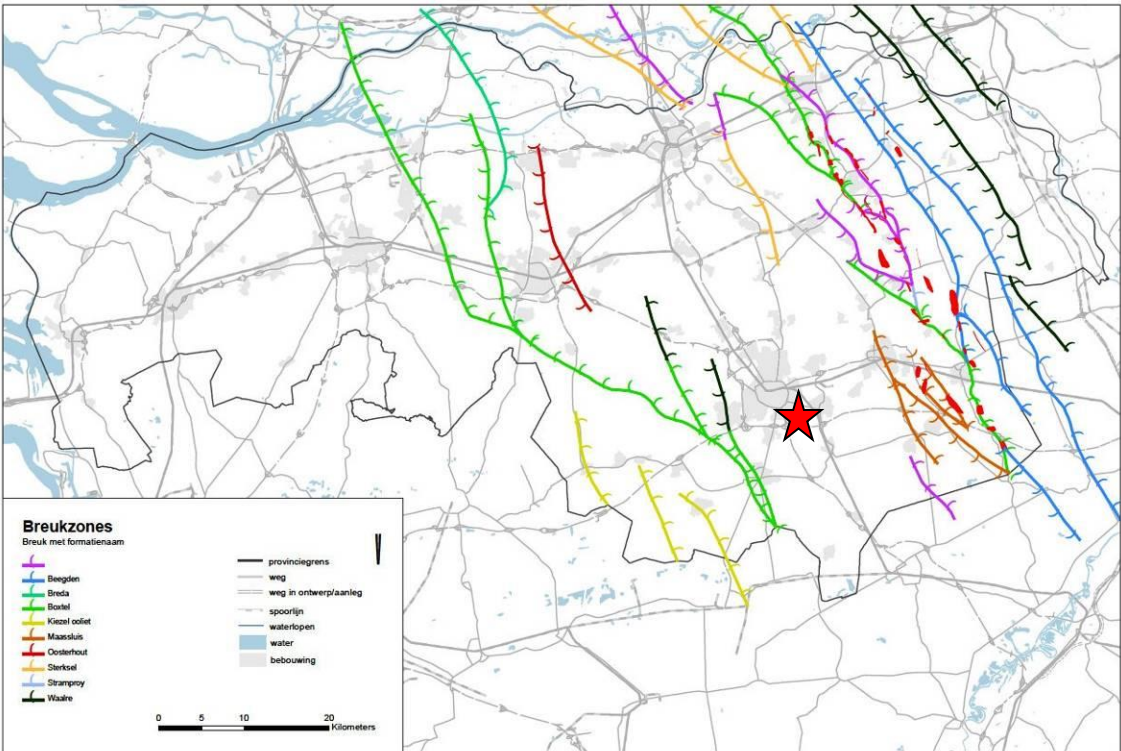 Breukzones
Breuk met formatienaam
Beegden
Breda
Boxtel
Kiezel ooliet
Maassluis
Oosterhout
Sterksel
Stramproy
Waalre
provinciegrens
weg
weg in ontwerp/aanleg
spoorlijn
waterlopen
water
bebouwing
0 5 10 20
Kilometers